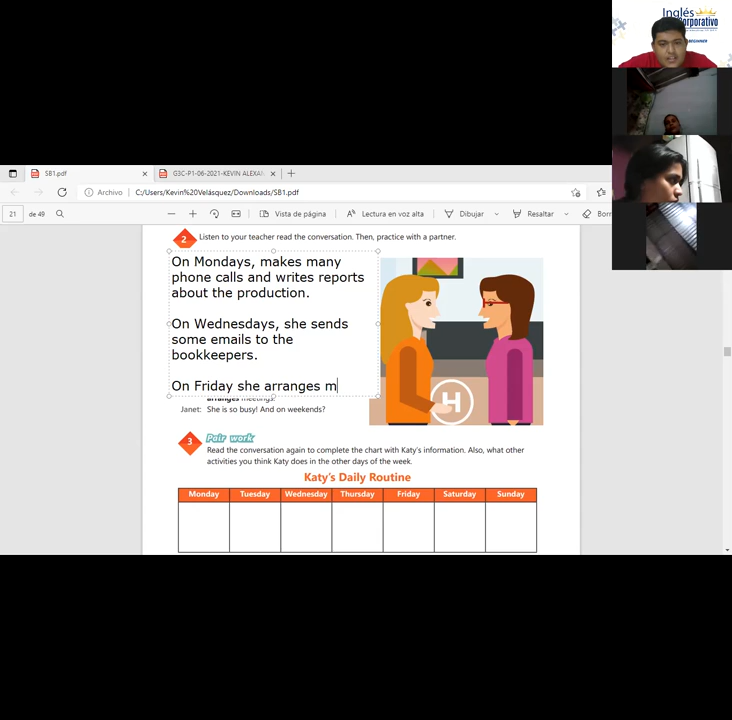 Inglés
Corporativo
BEGINNER
SB1.pdf
G3C-P1-06-2021-KEVIN ALEXA
Archivo
C:/Users/Kevin%20Velásquez/Downloads/SB1.pdf
21
de 49
Vista de página
Lectura en voz alta
Dibujar
Resaltar
Borr
2 Listen to your teacher read the conversation. Then, practice with a partner.
On Mondays, makes many
phone calls and writes reports
about the production.
On Wednesdays, she sends
some emails to the
bookkeepers.
On Friday she arranges m
arranges meetings.
Janet: She is so busy! And on weekends?
H
3 Pair work
Read the conversation again to complete the chart with Katy's information. Also, what other
activities you think Katy does in the other days of the week.
Katy's Daily Routine
Monday Tuesday Wednesday Thursday Friday Saturday Sunday